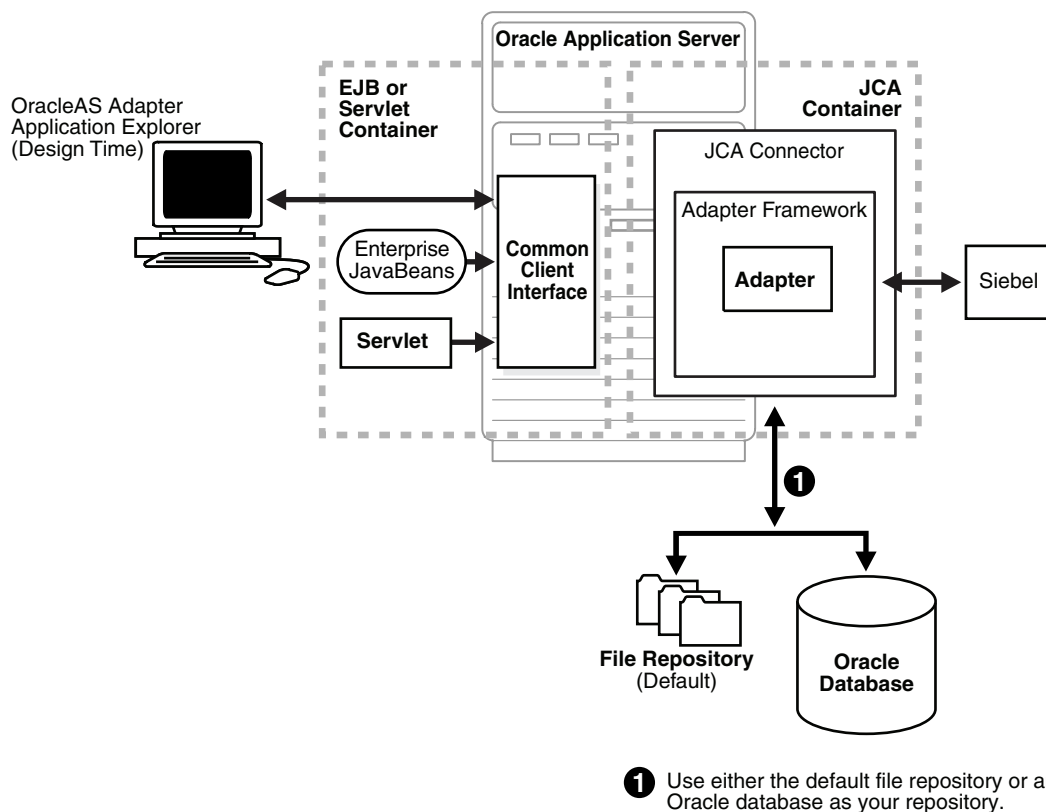 Oracle Application Server
EJB or
Servlet
Container
JCA
Container
OracleAS Adapter
Application Explorer
(Design Time)
JCA Connector
Adapter Framework
Adapter
Enterprise
JavaBeans
Common
Client
Interface
Servlet
Siebel
1
File Repository
(Default)
Oracle
Database
1 Use either the default file repository or a
Oracle database as your repository.